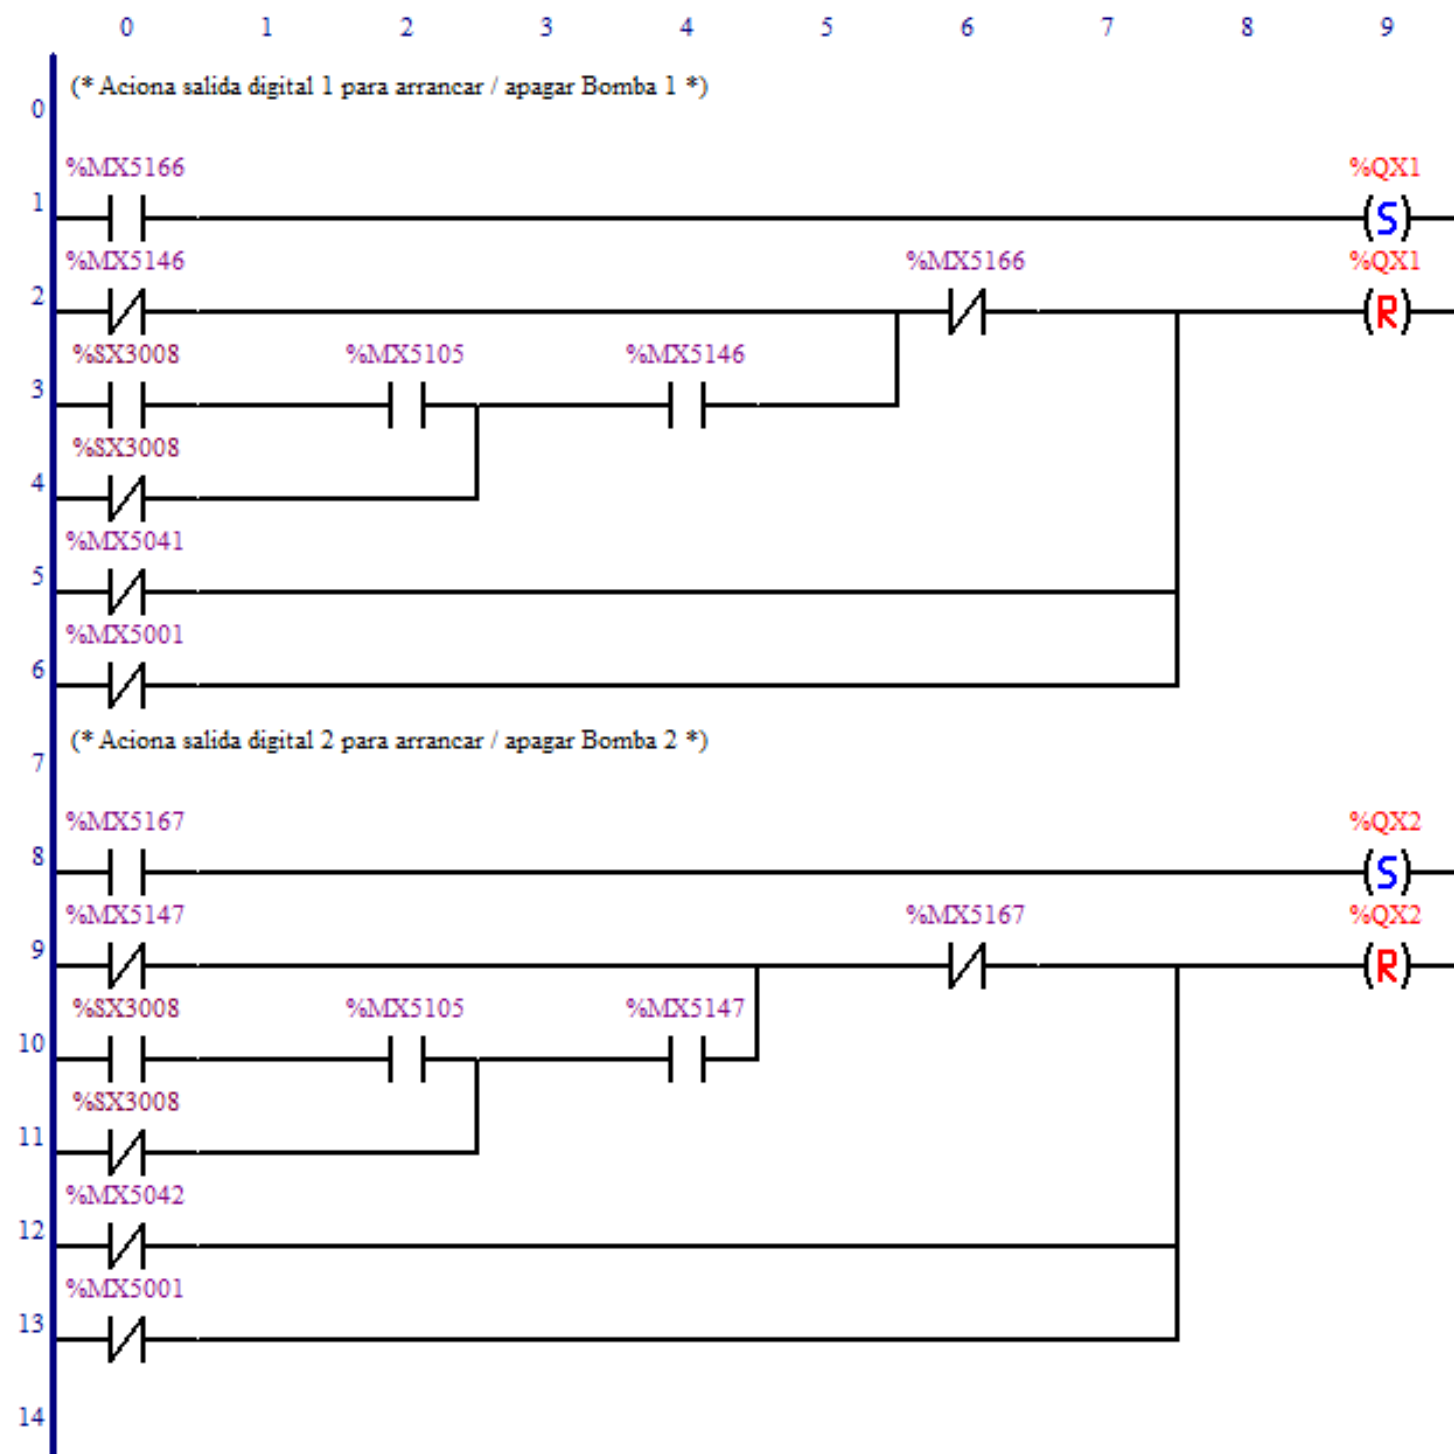 0 1 2 3 4 5 6 7 8 9
(* Aciona salida digital 1 para arrancar / apagar Bomba 1 *)
0
%MX5166 %QX1
1 (S)
%MX5146 %MX5166 %QX1
2 (R)
%SX3008 %MX5105 %MX5146
3
%SX3008
4
%MX5041
5
%MX5001
6
(* Aciona salida digital 2 para arrancar / apagar Bomba 2 *)
7
%MX5167 %QX2
8 (S)
%MX5147 %MX5167 %QX2
9 (R)
%SX3008 %MX5105 %MX5147
10
%SX3008
11
%MX5042
12
%MX5001
13
14